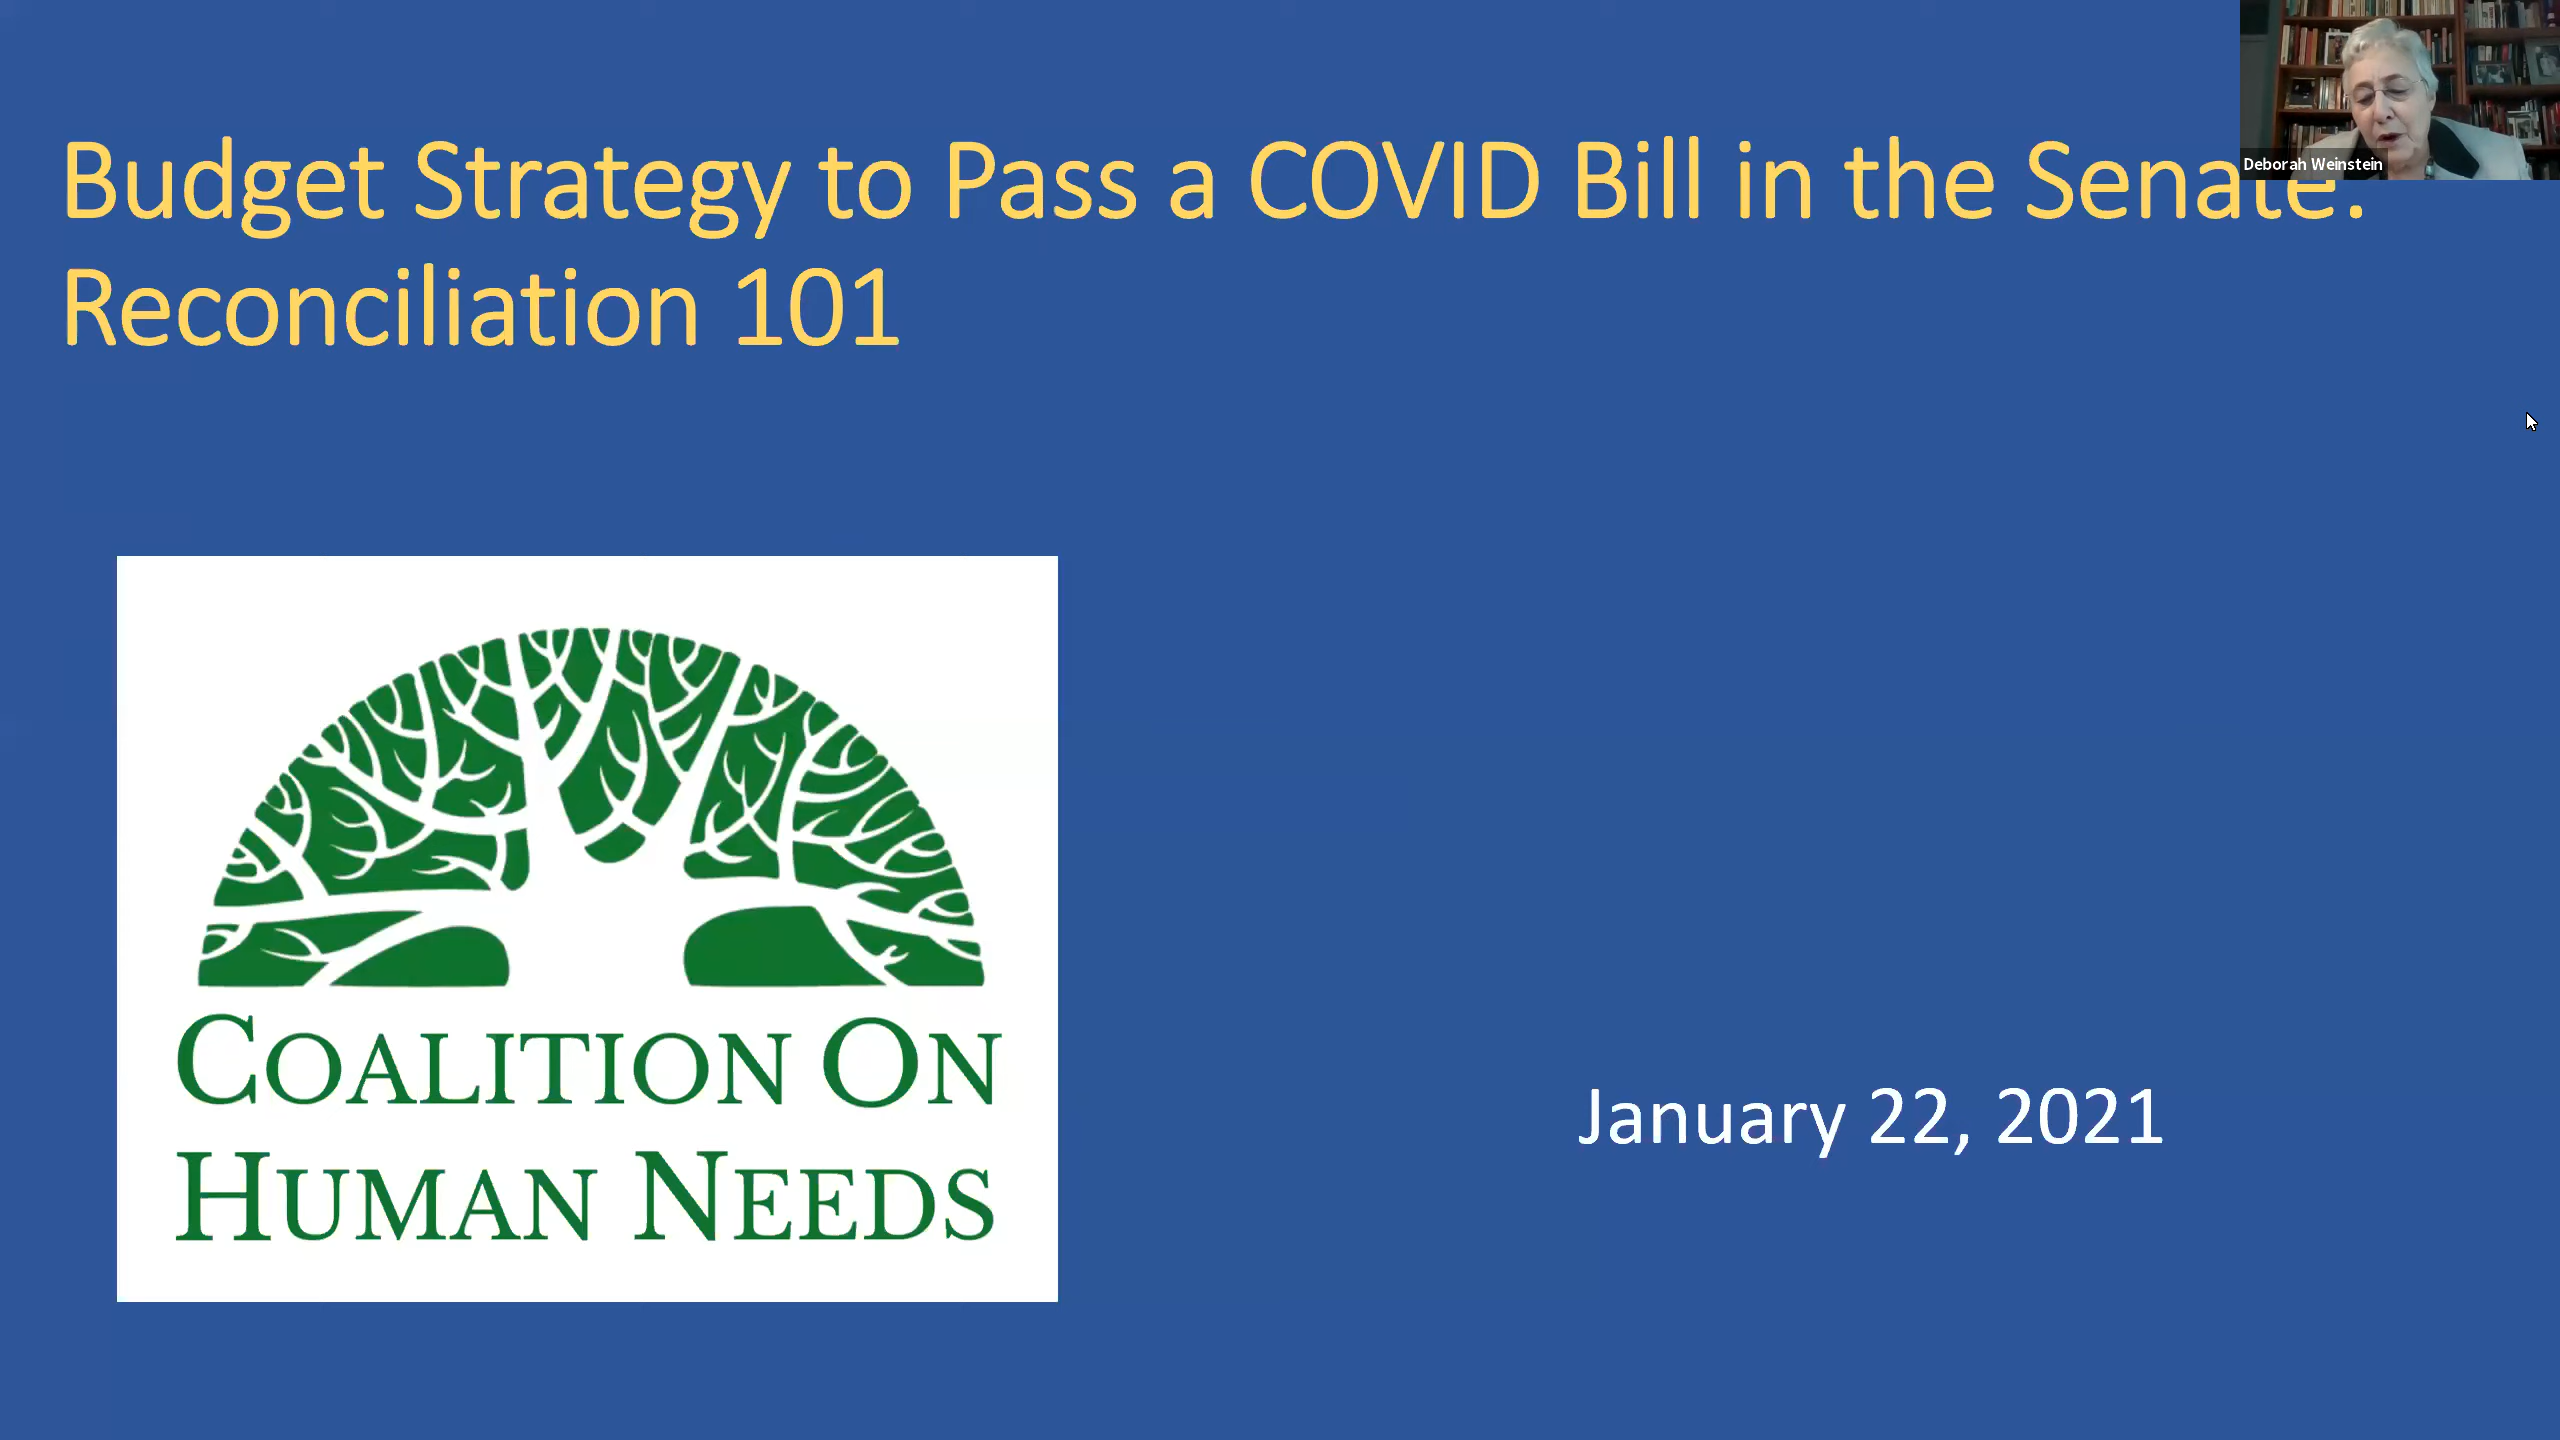 Budget Strategy to Pass a COVID Bill in the Senate:
Reconciliation 101
Deborah Weinstein
COALITION ON
HUMAN NEEDS
January 22, 2021